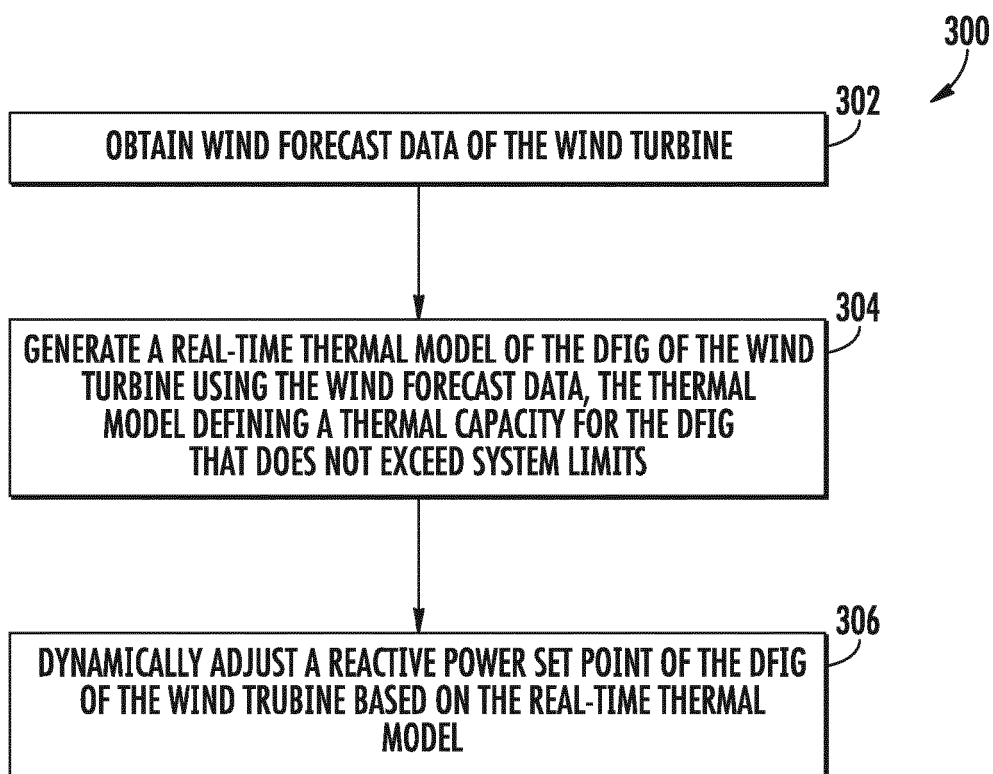 300
302
OBTAIN WIND FORECAST DATA OF THE WIND TURBINE
304
GENERATE A REAL-TIME THERMAL MODEL OF THE DFIG OF THE WIND
TURBINE USING THE WIND FORECAST DATA, THE THERMAL
MODEL DEFINING A THERMAL CAPACITY FOR THE DFIG
THAT DOES NOT EXCEED SYSTEM LIMITS
306
DYNAMICALLY ADJUST A REACTIVE POWER SET POINT OF THE DFIG
OF THE WIND TRUBINE BASED ON THE REAL-TIME THERMAL
MODEL